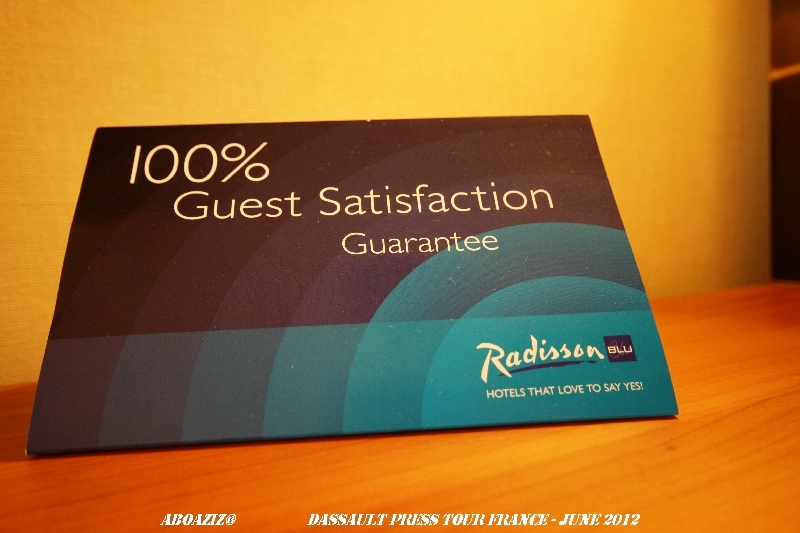 100%
Guest Satisfaction
Guarantee
Radisson BLU
HOTELS THAT LOVE TO SAY YES!
ABOAZIZ@ DASSAULT PRESS TOUR FRANCE - JUNE 2012